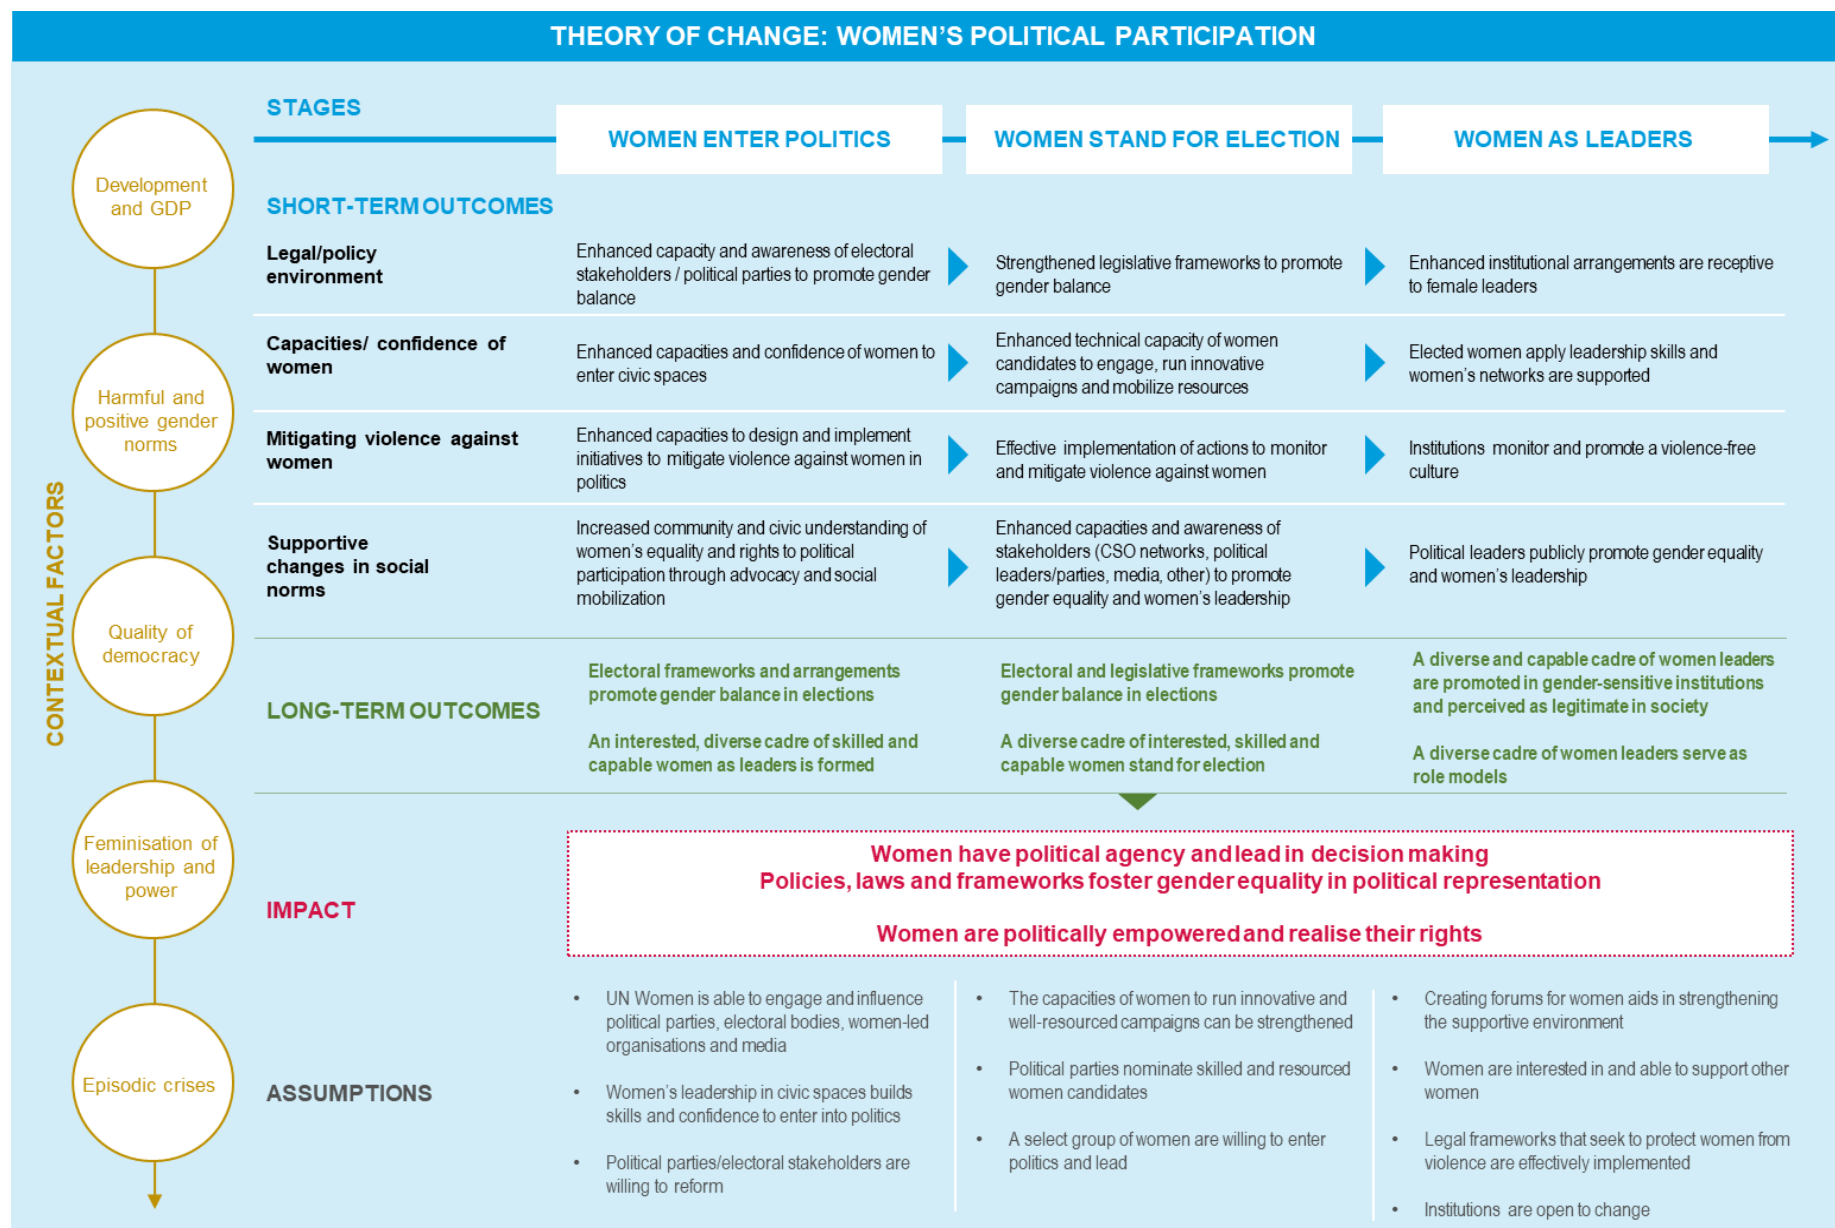 THEORY OF CHANGE: WOMEN'S POLITICAL PARTICIPATION
CONTEXTUAL FACTORS
Development
and GDP
Harmful and
positive gender
norms
Quality of
democracy
Feminisation of
leadership and
power
Episodic crises
STAGES
WOMEN ENTER POLITICS
WOMEN STAND FOR ELECTION
WOMEN AS LEADERS
SHORT-TERM OUTCOMES
Legal/policy
environment
Enhanced capacity and awareness of electoral
stakeholders / political parties to promote gender
balance
Strengthened legislative frameworks to promote
gender balance
Enhanced institutional arrangements are receptive
to female leaders
Capacities/ confidence of
women
Enhanced capacities and confidence of women to
enter civic spaces
Enhanced technical capacity of women
candidates to engage, run innovative
campaigns and mobilize resources
Elected women apply leadership skills and
women's networks are supported
Mitigating violence against
women
Enhanced capacities to design and implement
initiatives to mitigate violence against women in
politics
Effective implementation of actions to monitor
and mitigate violence against women
Institutions monitor and promote a violence-free
culture
Supportive
changes in social
norms
Increased community and civic understanding of
women's equality and rights to political
participation through advocacy and social
mobilization
Enhanced capacities and awareness of
stakeholders (CSO networks, political
leaders/parties, media, other) to promote
gender equality and women's leadership
Political leaders publicly promote gender equality
and women's leadership
LONG-TERM OUTCOMES
Electoral frameworks and arrangements
promote gender balance in elections
An interested, diverse cadre of skilled and
capable women as leaders is formed
Electoral and legislative frameworks promote
gender balance in elections
A diverse cadre of interested, skilled and
capable women stand for election
A diverse and capable cadre of women leaders
are promoted in gender-sensitive institutions
and perceived as legitimate in society
A diverse cadre of women leaders serve as
role models
IMPACT
Women have political agency and lead in decision making
Policies, laws and frameworks foster gender equality in political representation
Women are politically empowered and realise their rights
ASSUMPTIONS
• UN Women is able to engage and influence
political parties, electoral bodies, women-led
organisations and media
• Women's leadership in civic spaces builds
skills and confidence to enter into politics
• Political parties/electoral stakeholders are
willing to reform
• The capacities of women to run innovative and
well-resourced campaigns can be strengthened
• Political parties nominate skilled and resourced
women candidates
• A select group of women are willing to enter
politics and lead
• Creating forums for women aids in strengthening
the supportive environment
• Women are interested in and able to support other
women
• Legal frameworks that seek to protect women from
violence are effectively implemented
• Institutions are open to change